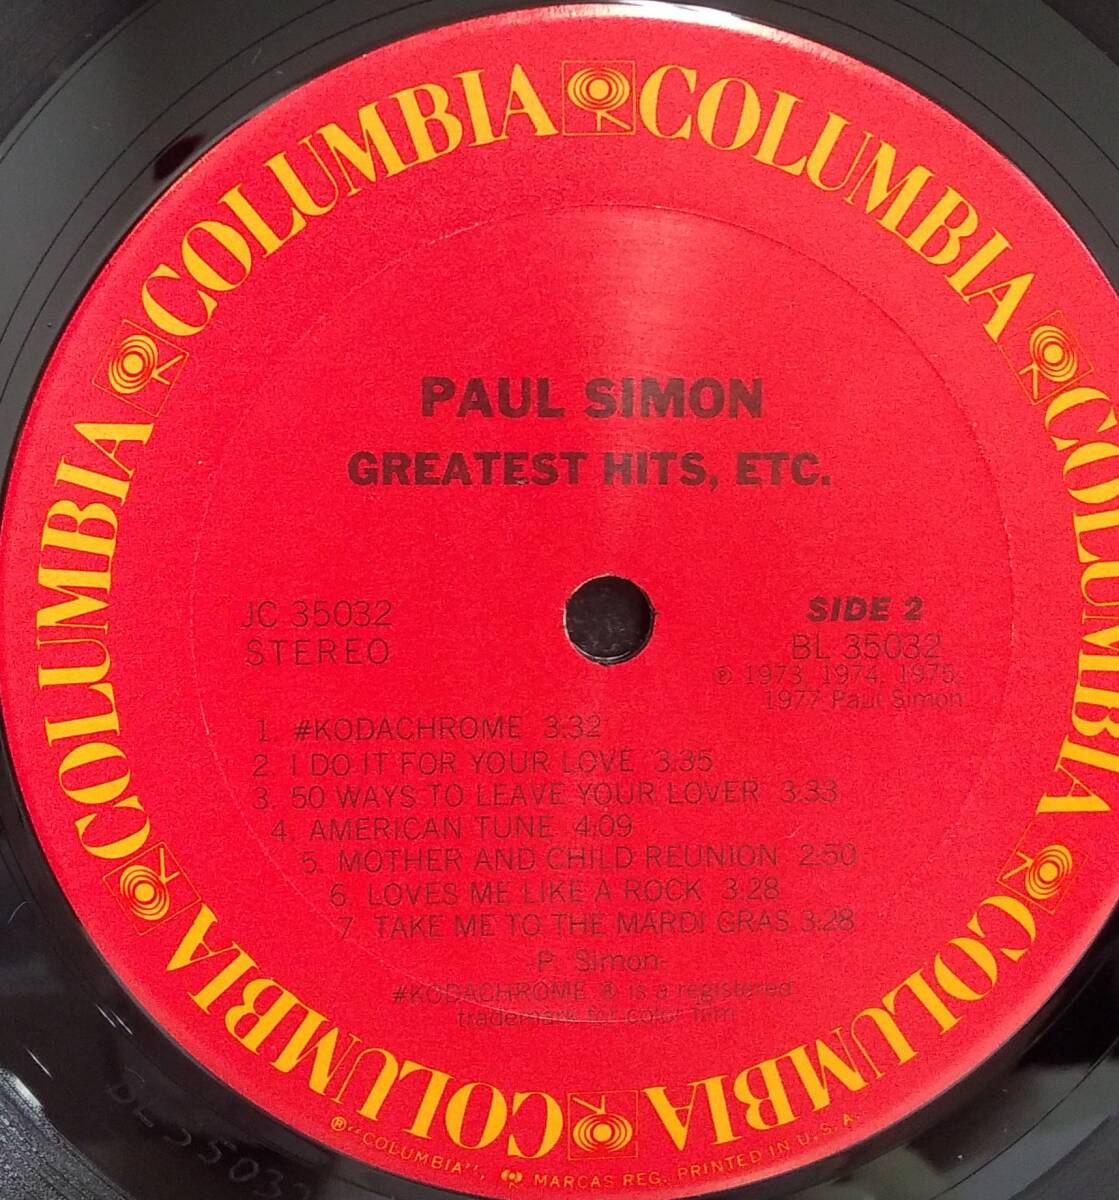 COLUMBIA COLUMBIA COLUMBIA COLUMBIA COLUMBIA COLUMBIA
PAUL SIMON
GREATEST HITS, ETC.
JC 35032
STEREO
SIDE 2
BL 35032
℗ 1973, 1974, 1975,
1977 Paul Simon
1. #KODACHROME 3:32
2. I DO IT FOR YOUR LOVE 3:35
3. 50 WAYS TO LEAVE YOUR LOVER 3:33
4. AMERICAN TUNE 4:09
5. MOTHER AND CHILD REUNION 2:50
6. LOVES ME LIKE A ROCK 3:28
7. TAKE ME TO THE MARDI GRAS 3:28
-P. Simon-
#KODACHROME ® is a registered
trademark for color film
®"COLUMBIA", MARCAS REG. PRINTED IN U.S.A.
BL 35032